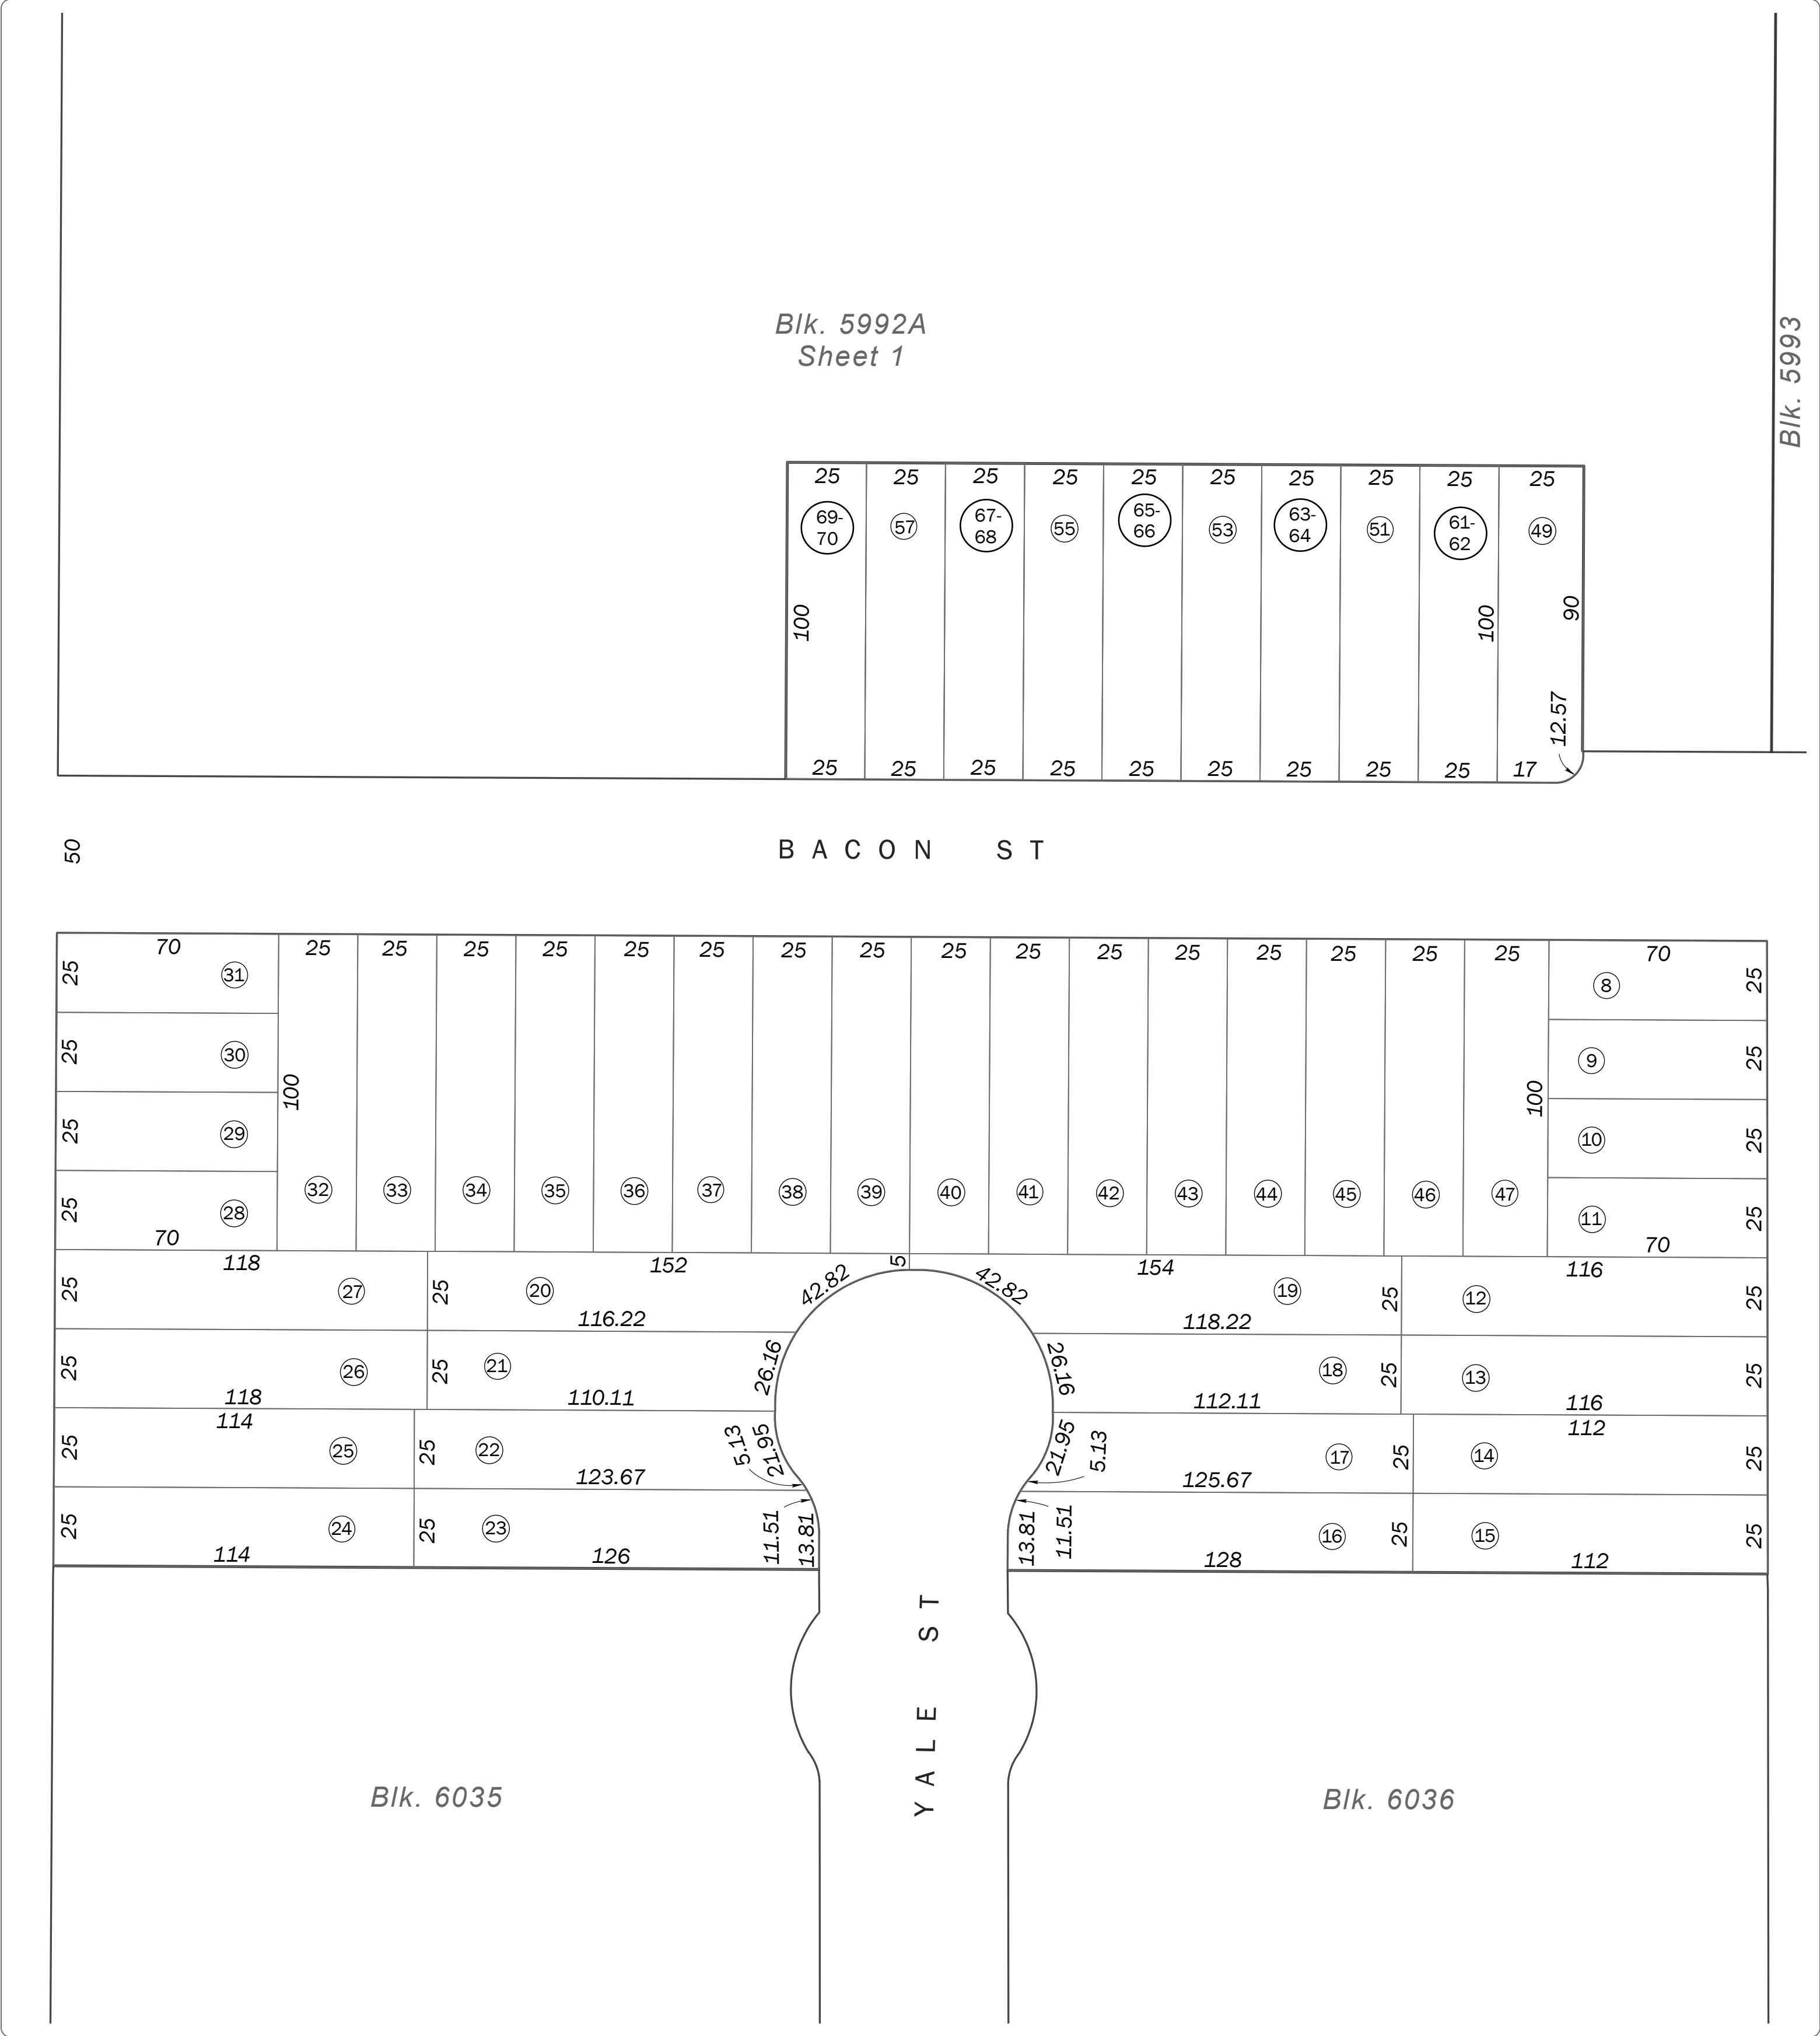 Blk. 5992A
Sheet 1
Blk. 5993
25 25 25 25 25 25 25 25 25 25
69-70 57 67-68 55 65-66 53 63-64 51 61-62 49
100 100 90
12.57
25 25 25 25 25 25 25 25 25 17
50
BACON ST
70 25 25 25 25 25 25 25 25 25 25 25 25 25 25 25 25 70
25 31 8 25
25 30 9 25
100 100
25 29 10 25
25 28 32 33 34 35 36 37 38 39 40 41 42 43 44 45 46 47 11 25
70 70
118 152 5 154 116
25 27 25 20 42.82 42.82 19 25 12 25
116.22 118.22
25 26 25 21 26.16 26.16 18 25 13 25
118 110.11 112.11 116
114 112
25 25 25 22 5.13 21.95 21.95 5.13 17 25 14 25
123.67 125.67
25 24 25 23 11.51 13.81 13.81 11.51 16 25 15 25
114 126 128 112
YALE ST
Blk. 6035
Blk. 6036